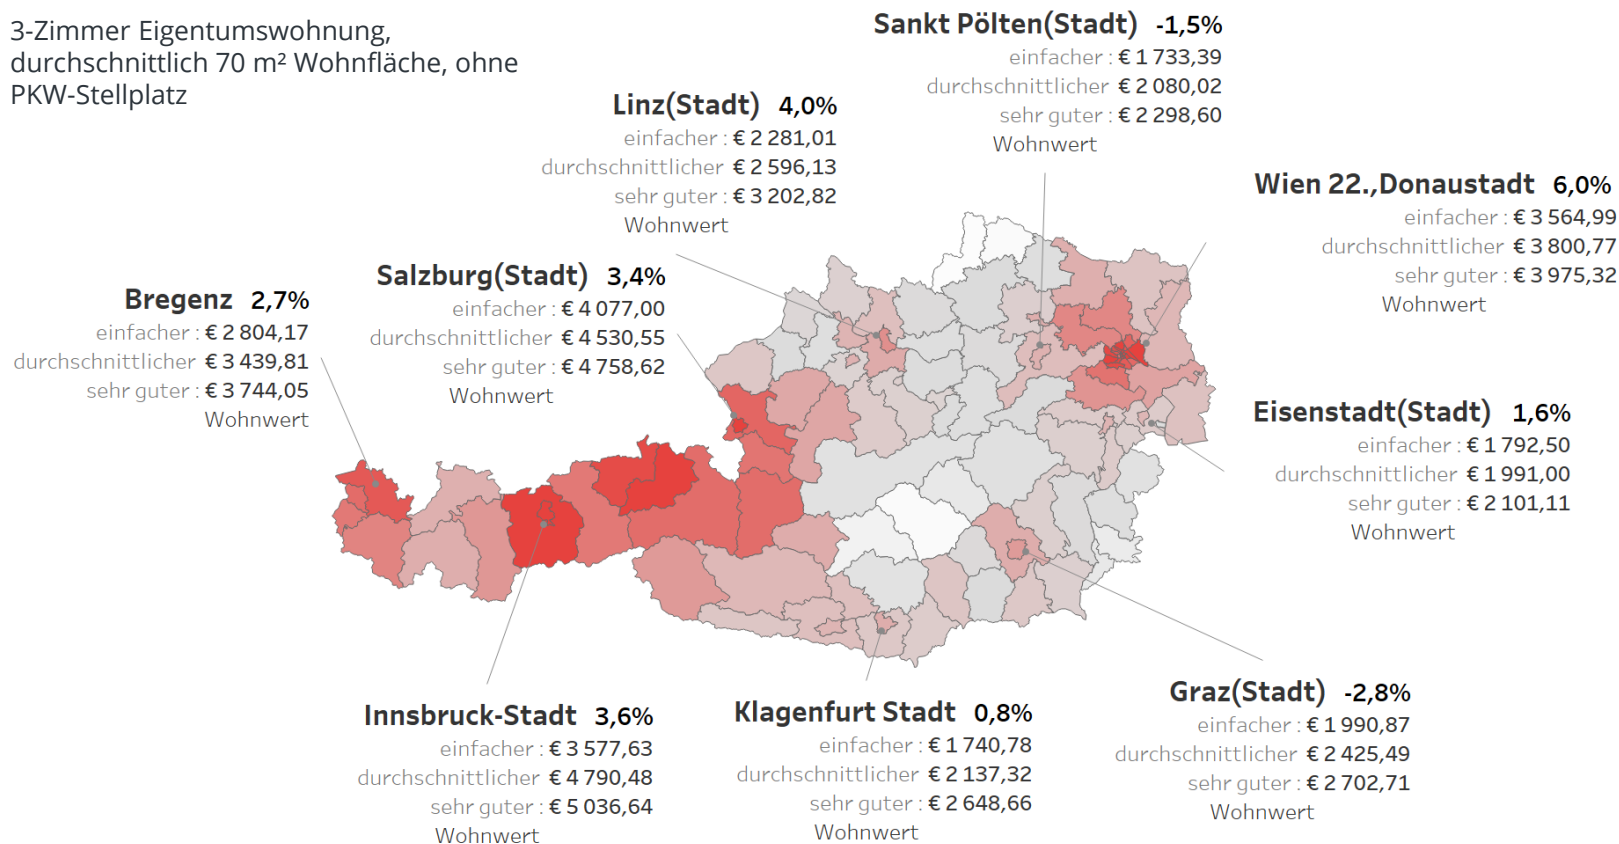 3-Zimmer Eigentumswohnung,
durchschnittlich 70 m² Wohnfläche, ohne
PKW-Stellplatz
Sankt Pölten(Stadt) -1,5%
einfacher : € 1 733,39
durchschnittlicher € 2 080,02
sehr guter : € 2 298,60
Wohnwert
Linz(Stadt) 4,0%
einfacher : € 2 281,01
durchschnittlicher € 2 596,13
sehr guter : € 3 202,82
Wohnwert
Wien 22.,Donaustadt 6,0%
einfacher : € 3 564,99
durchschnittlicher € 3 800,77
sehr guter : € 3 975,32
Wohnwert
Salzburg(Stadt) 3,4%
einfacher : € 4 077,00
durchschnittlicher € 4 530,55
sehr guter : € 4 758,62
Wohnwert
Bregenz 2,7%
einfacher : € 2 804,17
durchschnittlicher € 3 439,81
sehr guter : € 3 744,05
Wohnwert
Eisenstadt(Stadt) 1,6%
einfacher : € 1 792,50
durchschnittlicher € 1 991,00
sehr guter : € 2 101,11
Wohnwert
Innsbruck-Stadt 3,6%
einfacher : € 3 577,63
durchschnittlicher € 4 790,48
sehr guter : € 5 036,64
Wohnwert
Klagenfurt Stadt 0,8%
einfacher : € 1 740,78
durchschnittlicher € 2 137,32
sehr guter : € 2 648,66
Wohnwert
Graz(Stadt) -2,8%
einfacher : € 1 990,87
durchschnittlicher € 2 425,49
sehr guter : € 2 702,71
Wohnwert